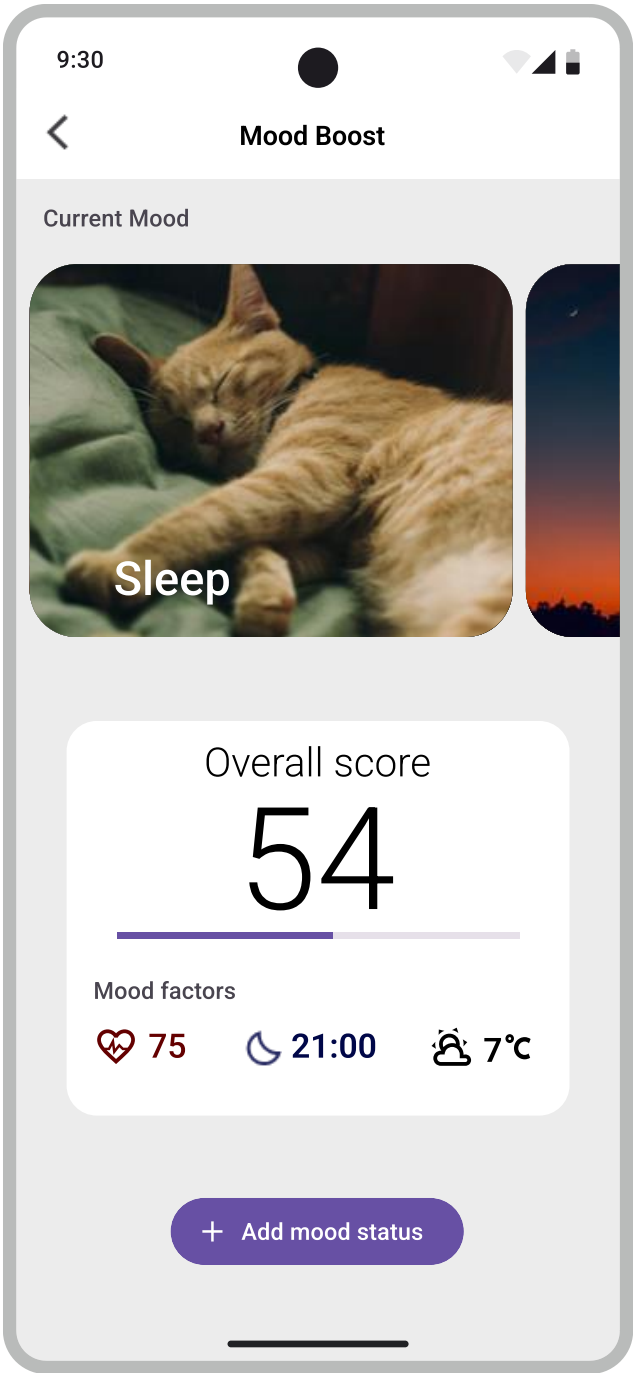 9:30
Mood Boost
Current Mood
Sleep
Overall score
54
Mood factors
75 21:00 7℃
Add mood status